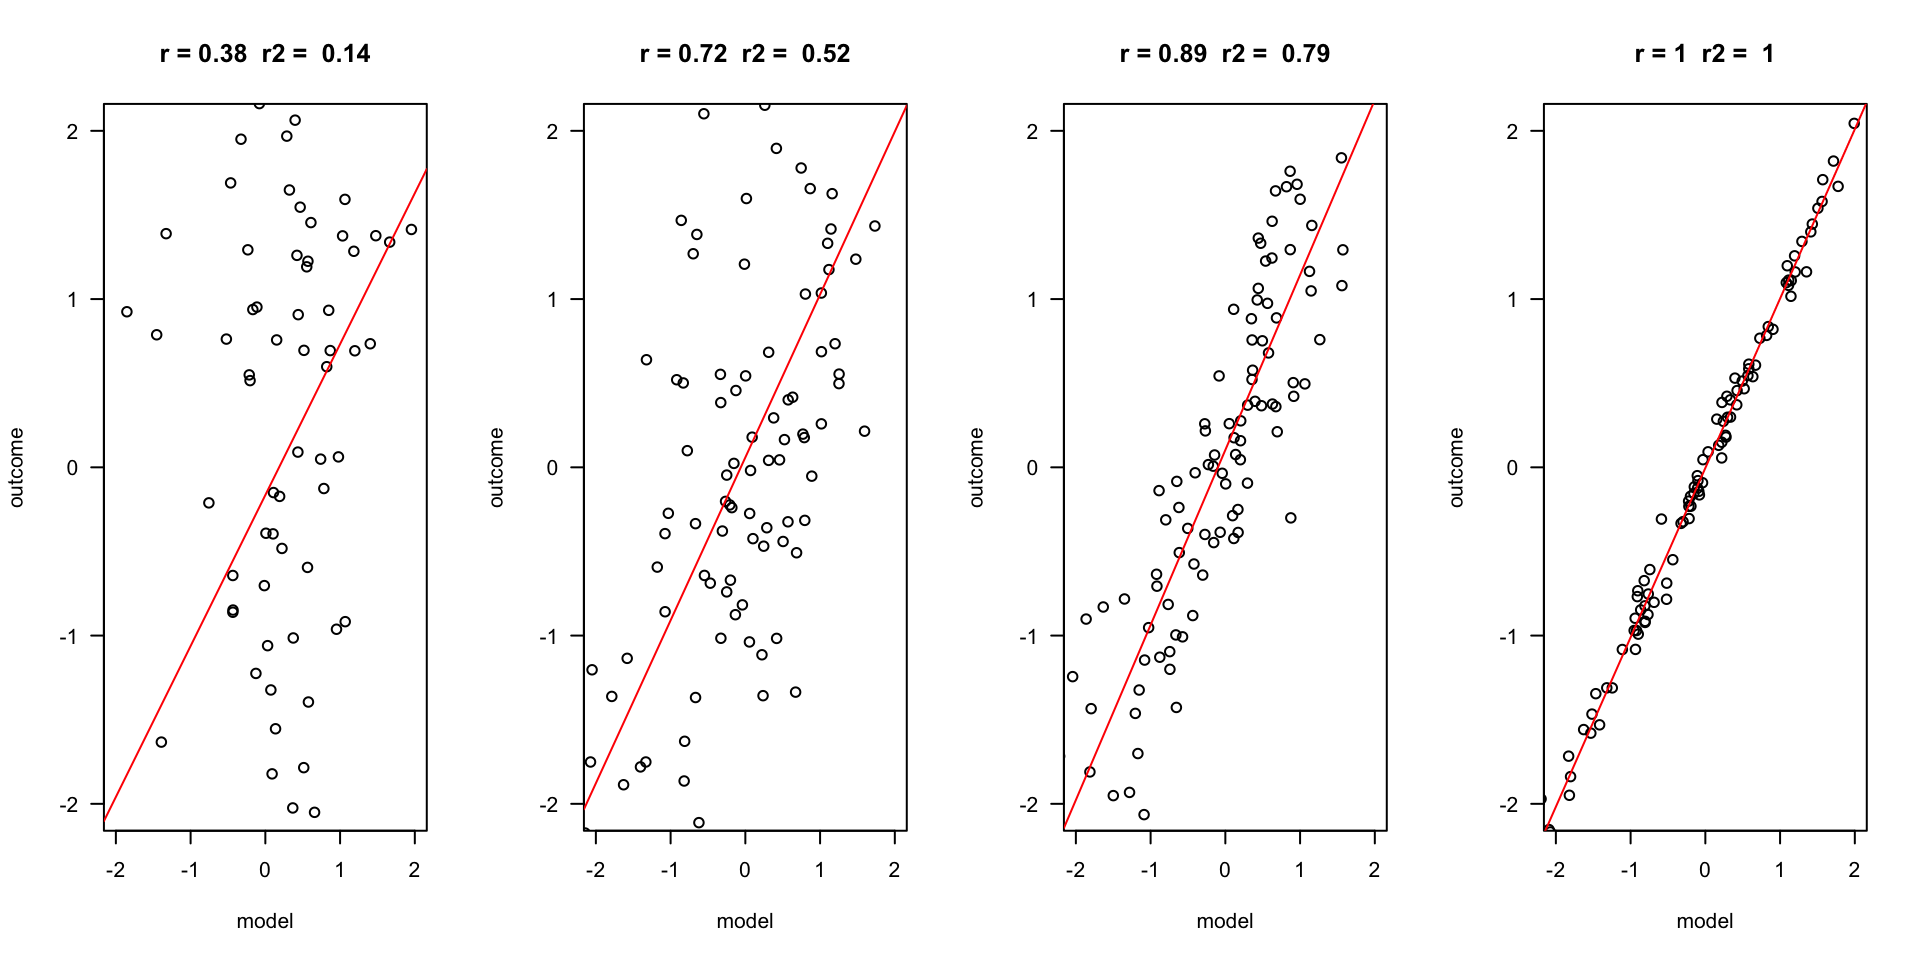 r = 0.38  r2 =  0.14
outcome
2
1
0
-1
-2
-2 -1 0 1 2
model
r = 0.72  r2 =  0.52
outcome
2
1
0
-1
-2
-2 -1 0 1 2
model
r = 0.89  r2 =  0.79
outcome
2
1
0
-1
-2
-2 -1 0 1 2
model
r = 1  r2 =  1
outcome
2
1
0
-1
-2
-2 -1 0 1 2
model